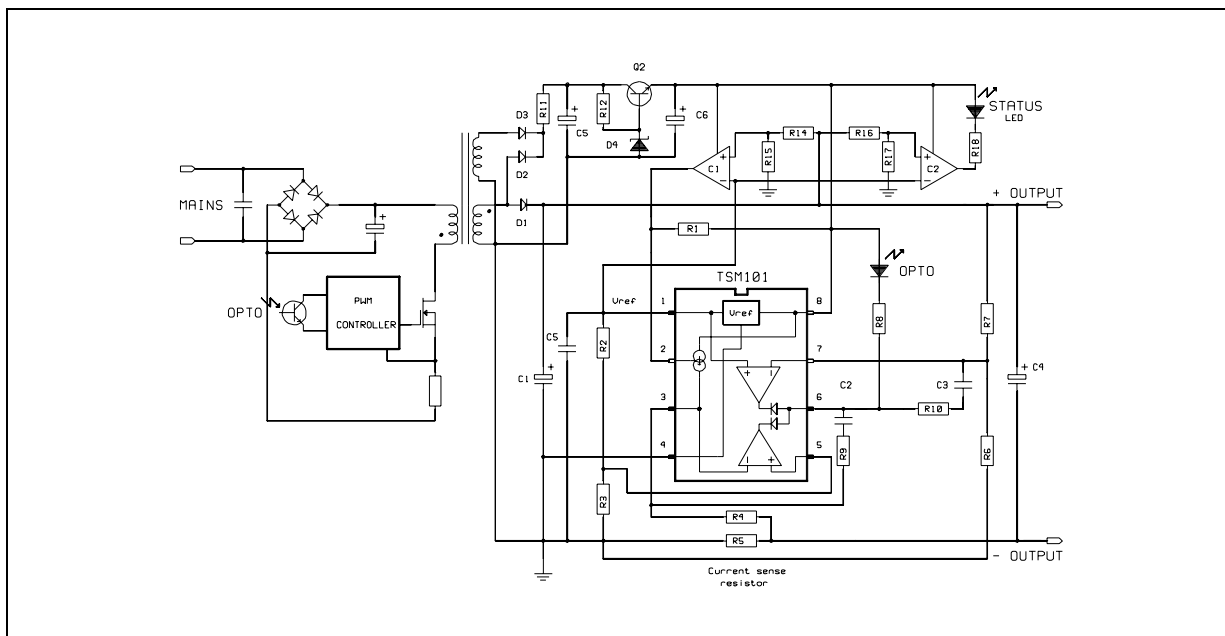 Q2
R11
+
C5
R12
+
C6
STATUS
LED
D3
D4
D2
R14
R16
R15
R17
R18
C1
+
-
C2
+
-
MAINS
+
D1
+ OUTPUT
R1
TSM101
OPTO
OPTO
PWM
CONTROLLER
Vref
1
Vref
8
R8
R7
C5
R2
2
7
+
C1
+
-
C2
C3
+
C4
3
6
R10
4
5
R9
R6
-
+
R3
R4
R5
- OUTPUT
Current sense
resistor